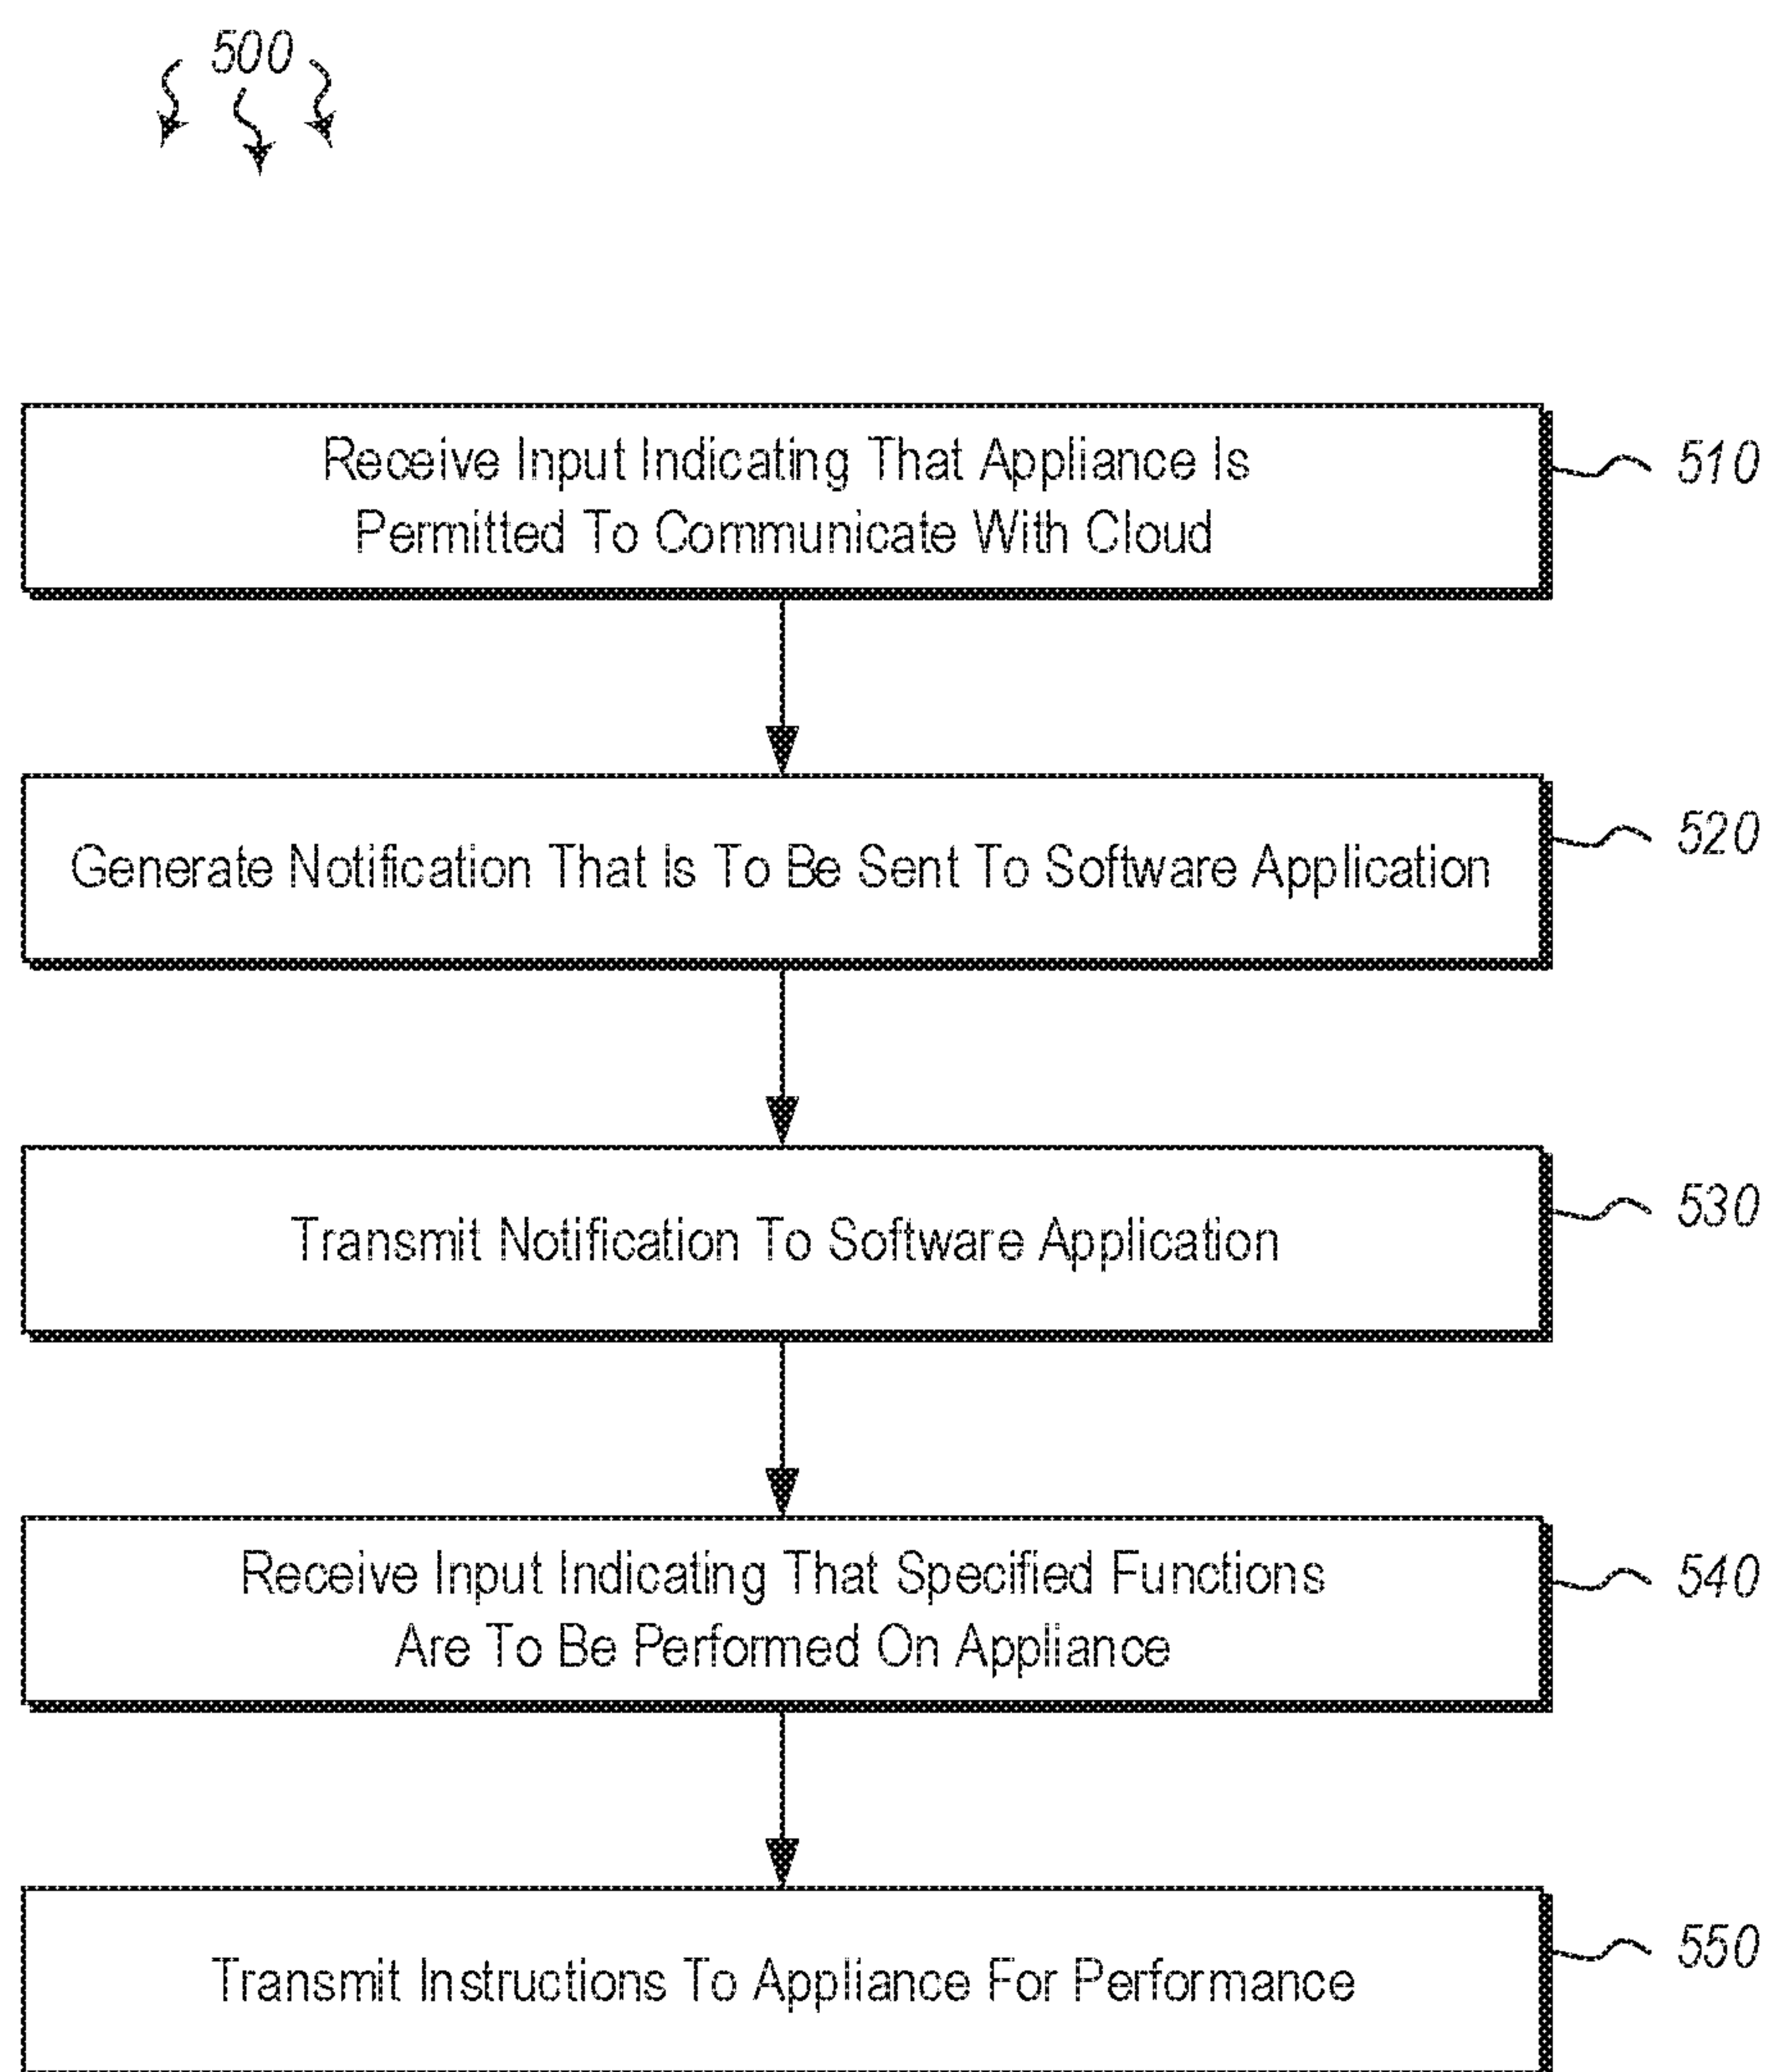 500
Receive Input Indicating That Appliance Is
Permitted To Communicate With Cloud
510
Generate Notification That Is To Be Sent To Software Application
520
Transmit Notification To Software Application
530
Receive Input Indicating That Specified Functions
Are To Be Performed On Appliance
540
Transmit Instructions To Appliance For Performance
550